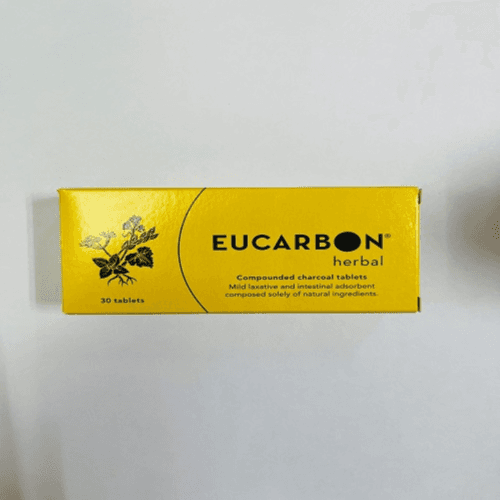 EUCARBON®
herbal
Compounded charcoal tablets
Mild laxative and intestinal adsorbent
composed solely of natural ingredients.
30 tablets